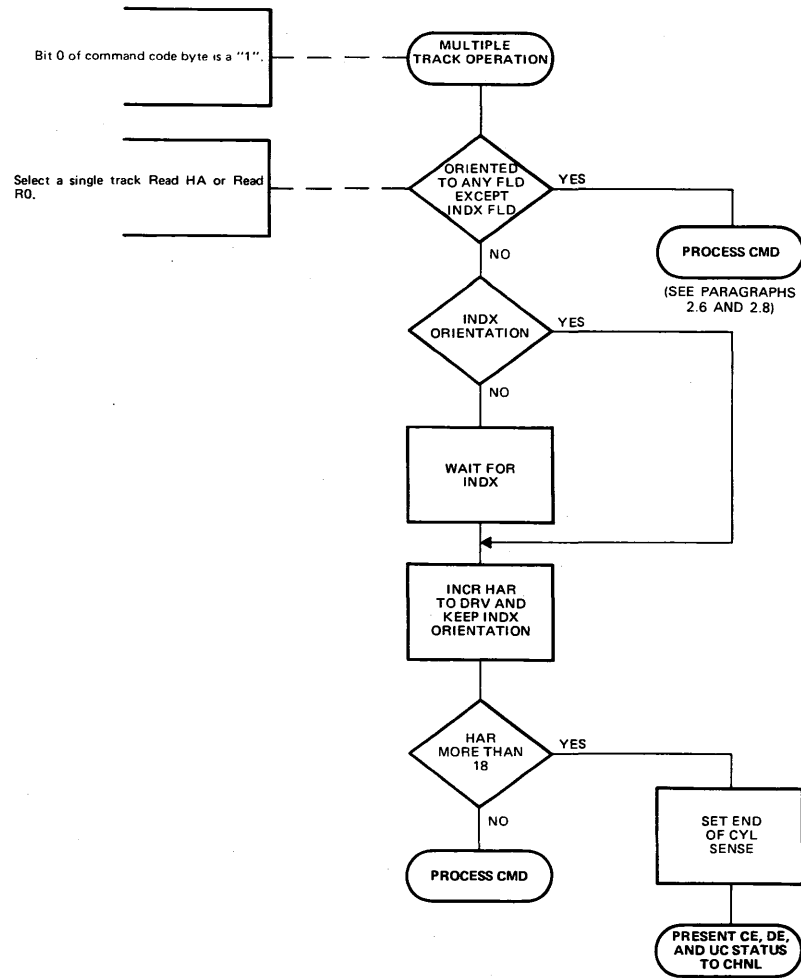 Bit 0 of command code byte is a "1".
MULTIPLE
TRACK OPERATION
Select a single track Read HA or Read
R0.
ORIENTED
TO ANY FLD
EXCEPT
INDX FLD
YES
NO
PROCESS CMD
(SEE PARAGRAPHS
2.6 AND 2.8)
INDX
ORIENTATION
YES
NO
WAIT FOR
INDX
INCR HAR
TO DRV AND
KEEP INDX
ORIENTATION
HAR
MORE THAN
18
YES
NO
SET END
OF CYL
SENSE
PROCESS CMD
PRESENT CE, DE,
AND UC STATUS
TO CHNL